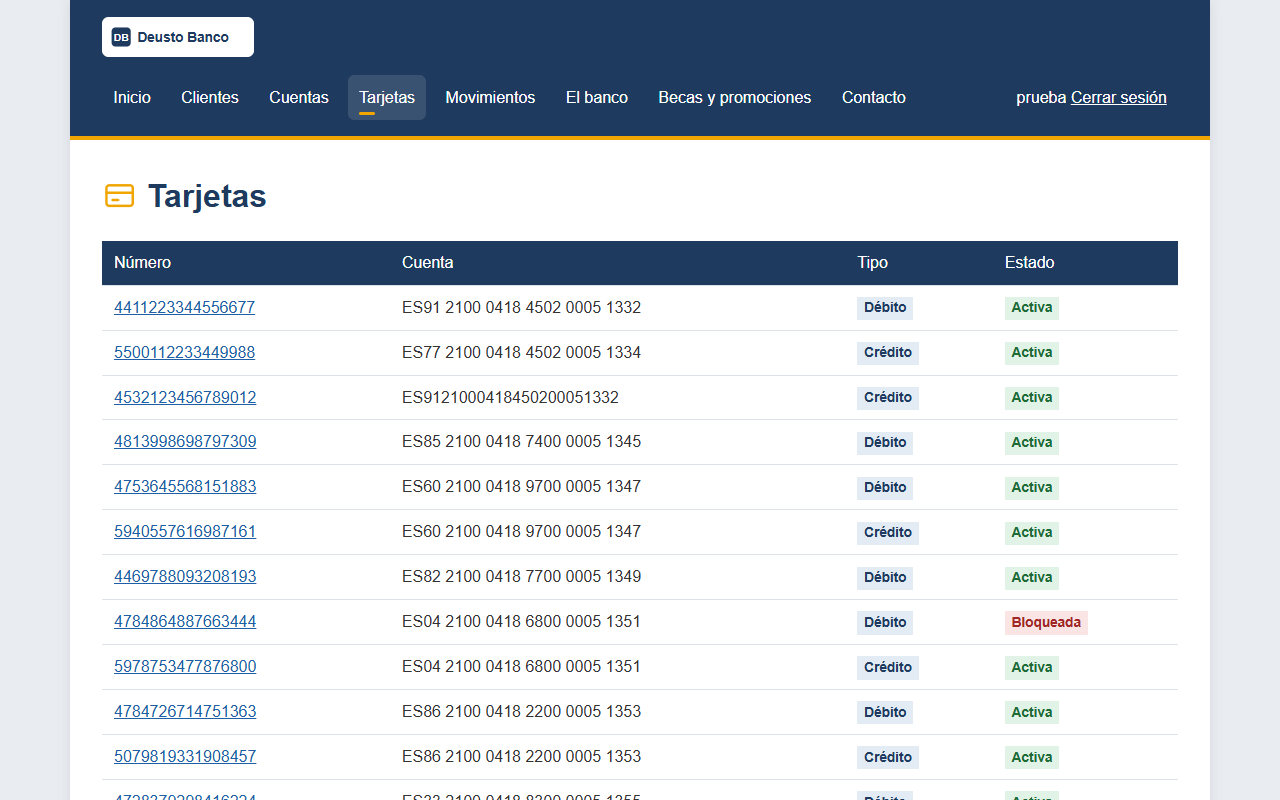 DB Deusto Banco
Inicio Clientes Cuentas Tarjetas Movimientos El banco Becas y promociones Contacto prueba Cerrar sesión
Tarjetas
Número Cuenta Tipo Estado
4411223344556677 ES91 2100 0418 4502 0005 1332 Débito Activa
5500112233449988 ES77 2100 0418 4502 0005 1334 Crédito Activa
4532123456789012 ES9121000418450200051332 Crédito Activa
4813998698797309 ES85 2100 0418 7400 0005 1345 Débito Activa
4753645568151883 ES60 2100 0418 9700 0005 1347 Débito Activa
5940557616987161 ES60 2100 0418 9700 0005 1347 Crédito Activa
4469788093208193 ES82 2100 0418 7700 0005 1349 Débito Activa
4784864887663444 ES04 2100 0418 6800 0005 1351 Débito Bloqueada
5978753477876800 ES04 2100 0418 6800 0005 1351 Crédito Activa
4784726714751363 ES86 2100 0418 2200 0005 1353 Débito Activa
5079819331908457 ES86 2100 0418 2200 0005 1353 Crédito Activa